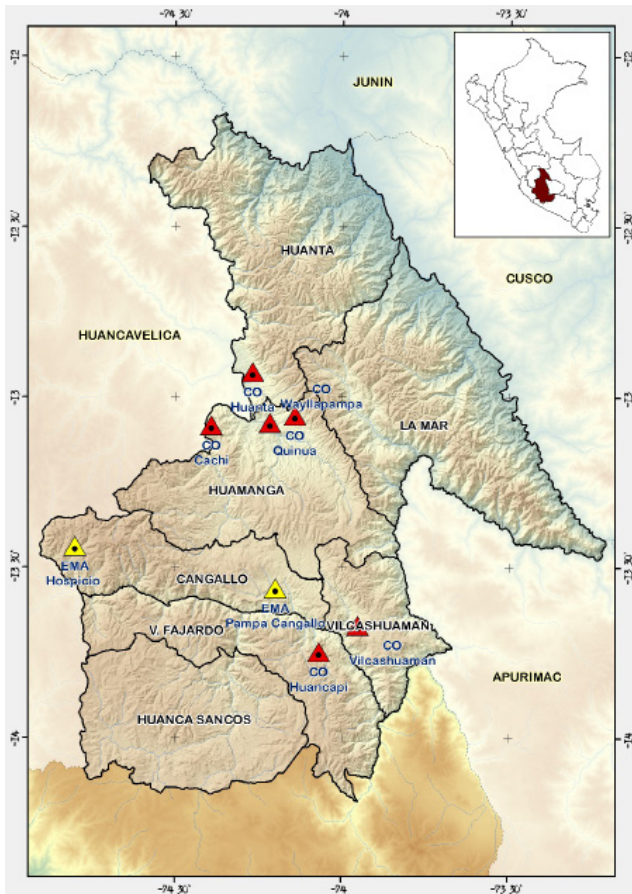 -74 30'
-74
-73 30'
-12
JUNIN
-12 30'
HUANTA
CUSCO
HUANCAVELICA
-13
CO
Huanta
CO
Wayllapampa
CO
Cachi
CO
Quinua
LA MAR
HUAMANGA
-13 30'
EMA
Hospicio
CANGALLO
EMA
Pampa Cangallo
V. FAJARDO
VILCASHUAMAN
CO
Vilcashuaman
CO
Huancapi
APURIMAC
HUANCA SANCOS
-14
-74 30'
-74
-73 30'